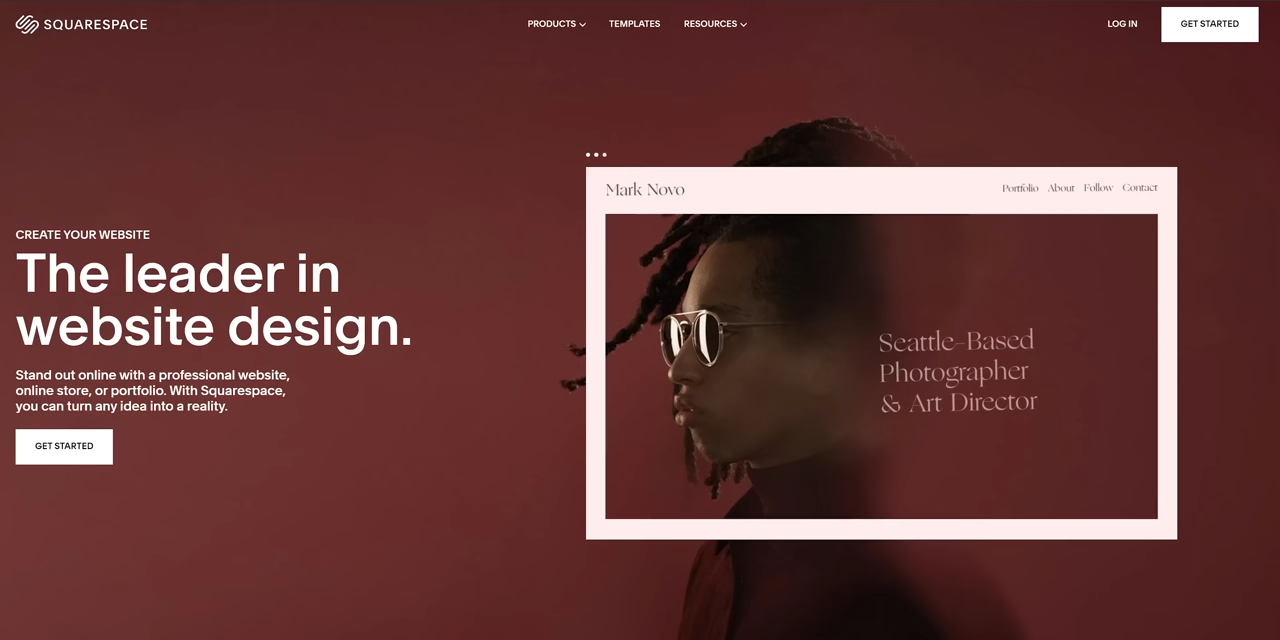 SQUARESPACE
PRODUCTS
TEMPLATES
RESOURCES
LOG IN
GET STARTED
CREATE YOUR WEBSITE
The leader in
website design.
Stand out online with a professional website,
online store, or portfolio. With Squarespace,
you can turn any idea into a reality.
GET STARTED
Mark Novo
Portfolio About Follow Contact
Seattle-Based
Photographer
& Art Director